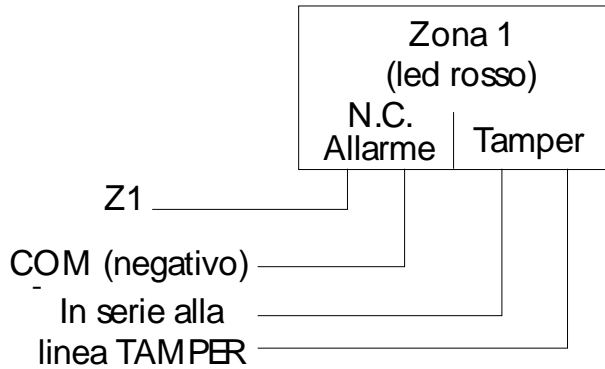 Zona 1
(led rosso)
N.C.
Allarme
Tamper
Z1
COM (negativo)
-
In serie alla
linea TAMPER